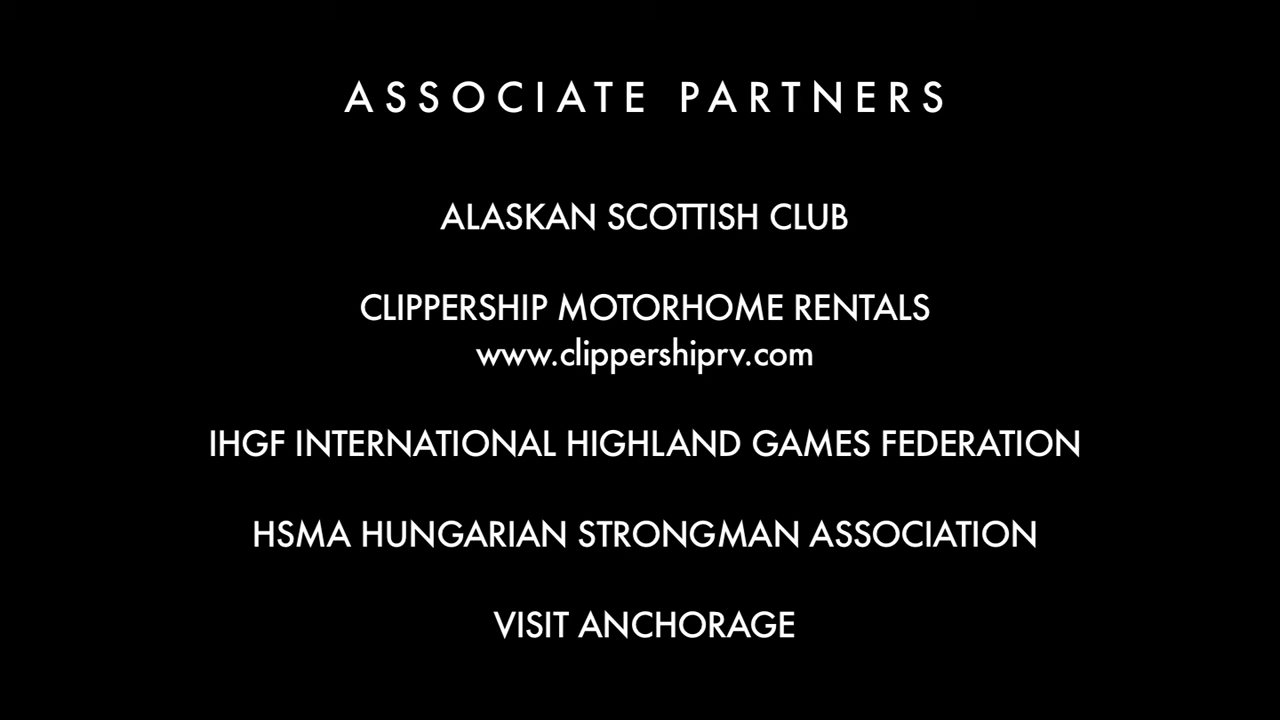 ASSOCIATE PARTNERS
ALASKAN SCOTTISH CLUB
CLIPPERSHIP MOTORHOME RENTALS
www.clippershiprv.com
IHGF INTERNATIONAL HIGHLAND GAMES FEDERATION
HSMA HUNGARIAN STRONGMAN ASSOCIATION
VISIT ANCHORAGE